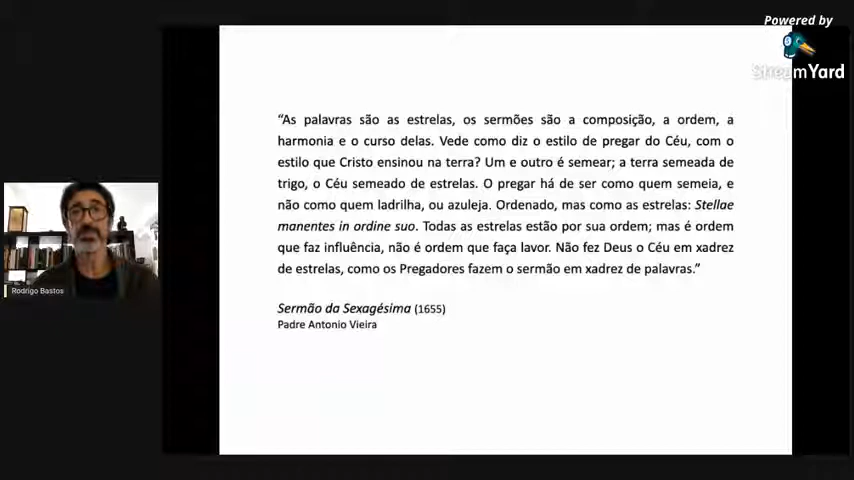 Powered by
StreamYard
“As palavras são as estrelas, os sermões são a composição, a ordem, a
harmonia e o curso delas. Vede como diz o estilo de pregar do Céu, com o
estilo que Cristo ensinou na terra? Um e outro é semear; a terra semeada de
trigo, o Céu semeado de estrelas. O pregar há de ser como quem semeia, e
não como quem ladrilha, ou azuleja. Ordenado, mas como as estrelas: Stellae
manentes in ordine suo. Todas as estrelas estão por sua ordem; mas é ordem
que faz influência, não é ordem que faça lavor. Não fez Deus o Céu em xadrez
de estrelas, como os Pregadores fazem o sermão em xadrez de palavras.”
Sermão da Sexagésima (1655)
Padre Antonio Vieira
Rodrigo Bastos